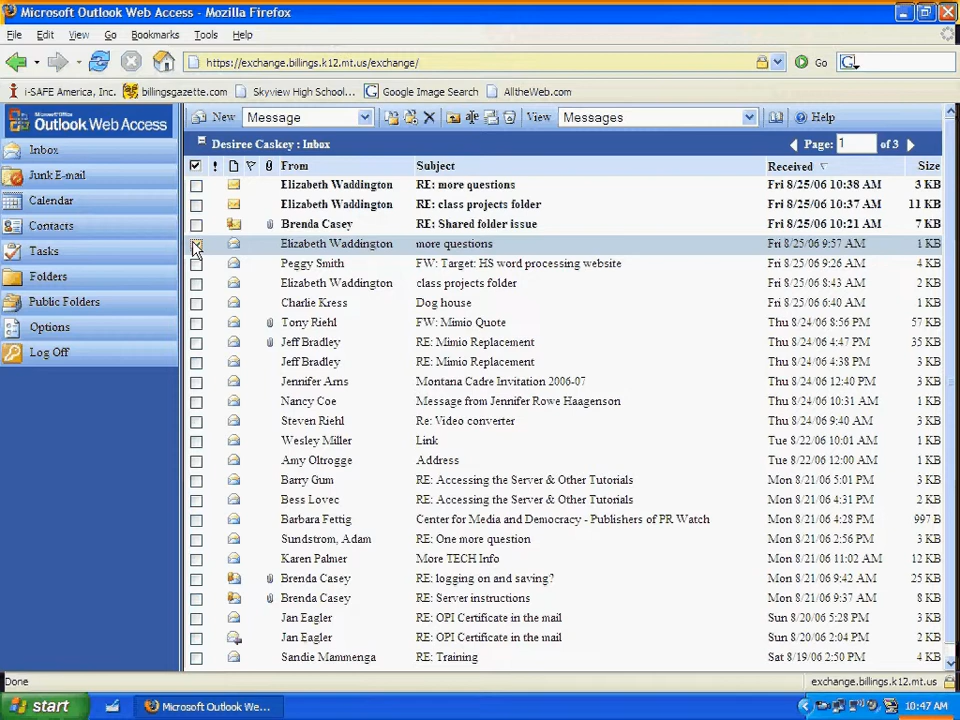 Microsoft Outlook Web Access - Mozilla Firefox
File Edit View Go Bookmarks Tools Help
https://exchange.billings.k12.mt.us/exchange/ Go
i-SAFE America, Inc. billingsgazette.com Skyview High School... Google Image Search AlltheWeb.com
Microsoft Office
Outlook Web Access
Inbox
Junk E-mail
Calendar
Contacts
Tasks
Folders
Public Folders
Options
Log Off
New Message View Messages Help
Desiree Caskey : Inbox Page: 1 of 3
! From Subject Received Size
Elizabeth Waddington RE: more questions Fri 8/25/06 10:38 AM 3 KB
Elizabeth Waddington RE: class projects folder Fri 8/25/06 10:37 AM 11 KB
Brenda Casey RE: Shared folder issue Fri 8/25/06 10:21 AM 7 KB
Elizabeth Waddington more questions Fri 8/25/06 9:57 AM 1 KB
Peggy Smith FW: Target: HS word processing website Fri 8/25/06 9:26 AM 4 KB
Elizabeth Waddington class projects folder Fri 8/25/06 8:43 AM 2 KB
Charlie Kress Dog house Fri 8/25/06 6:40 AM 1 KB
Tony Riehl FW: Mimio Quote Thu 8/24/06 8:56 PM 57 KB
Jeff Bradley RE: Mimio Replacement Thu 8/24/06 4:47 PM 35 KB
Jeff Bradley RE: Mimio Replacement Thu 8/24/06 4:38 PM 3 KB
Jennifer Arns Montana Cadre Invitation 2006-07 Thu 8/24/06 12:40 PM 3 KB
Nancy Coe Message from Jennifer Rowe Haagenson Thu 8/24/06 10:31 AM 1 KB
Steven Riehl Re: Video converter Thu 8/24/06 9:40 AM 3 KB
Wesley Miller Link Tue 8/22/06 10:01 AM 1 KB
Amy Oltrogge Address Tue 8/22/06 12:00 AM 1 KB
Barry Gum RE: Accessing the Server & Other Tutorials Mon 8/21/06 5:01 PM 3 KB
Bess Lovec RE: Accessing the Server & Other Tutorials Mon 8/21/06 4:31 PM 2 KB
Barbara Fettig Center for Media and Democracy - Publishers of PR Watch Mon 8/21/06 4:28 PM 997 B
Sundstrom, Adam RE: One more question Mon 8/21/06 2:56 PM 3 KB
Karen Palmer More TECH Info Mon 8/21/06 11:02 AM 12 KB
Brenda Casey RE: logging on and saving? Mon 8/21/06 9:42 AM 25 KB
Brenda Casey RE: Server instructions Mon 8/21/06 9:37 AM 8 KB
Jan Eagler RE: OPI Certificate in the mail Sun 8/20/06 5:28 PM 3 KB
Jan Eagler RE: OPI Certificate in the mail Sun 8/20/06 2:04 PM 2 KB
Sandie Mammenga RE: Training Sat 8/19/06 2:50 PM 4 KB
Done exchange.billings.k12.mt.us
start Microsoft Outlook We... 10:47 AM